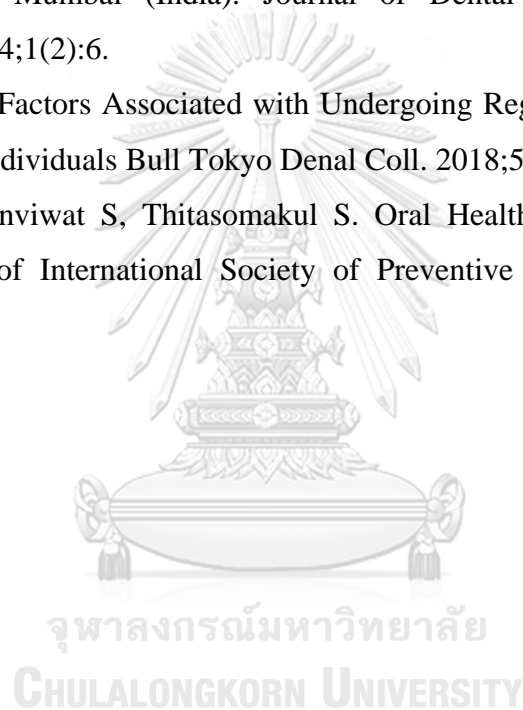 Mumbai (India). Journal of Dental
4;1(2):6.
Factors Associated with Undergoing Reg
dividuals Bull Tokyo Denal Coll. 2018;5
nviwat S, Thitasomakul S. Oral Health
of International Society of Preventive
จุฬาลงกรณ์มหาวิทยาลัย
CHULALONGKORN UNIVERSITY